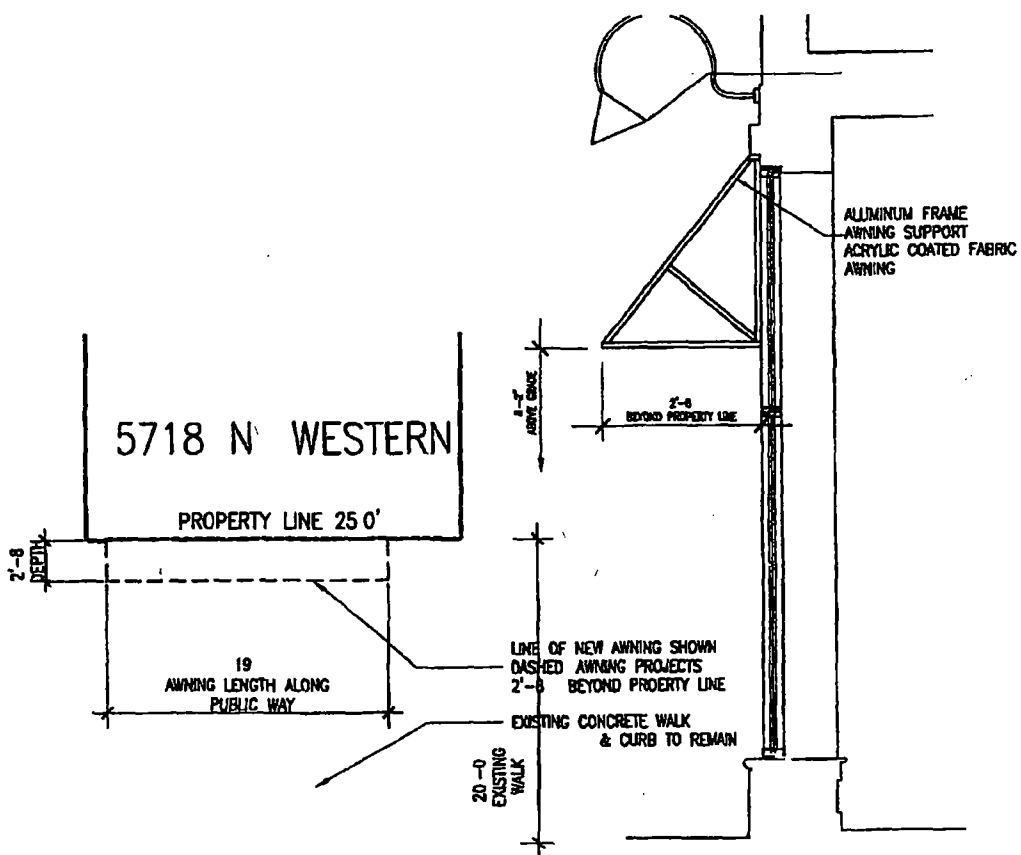 ALUMINUM FRAME
AWNING SUPPORT
ACRYLIC COATED FABRIC
AWNING
ABOVE GRADE
2'-8
BEYOND PROPERTY LINE
5718 N WESTERN
PROPERTY LINE 25 0'
2'-8
DEPTH
19
AWNING LENGTH ALONG
PUBLIC WAY
LINE OF NEW AWNING SHOWN
DASHED AWNING PROJECTS
2'-8 BEYOND PROERTY LINE
EXISTING CONCRETE WALK
& CURB TO REMAIN
20 -0
EXISTING
WALK